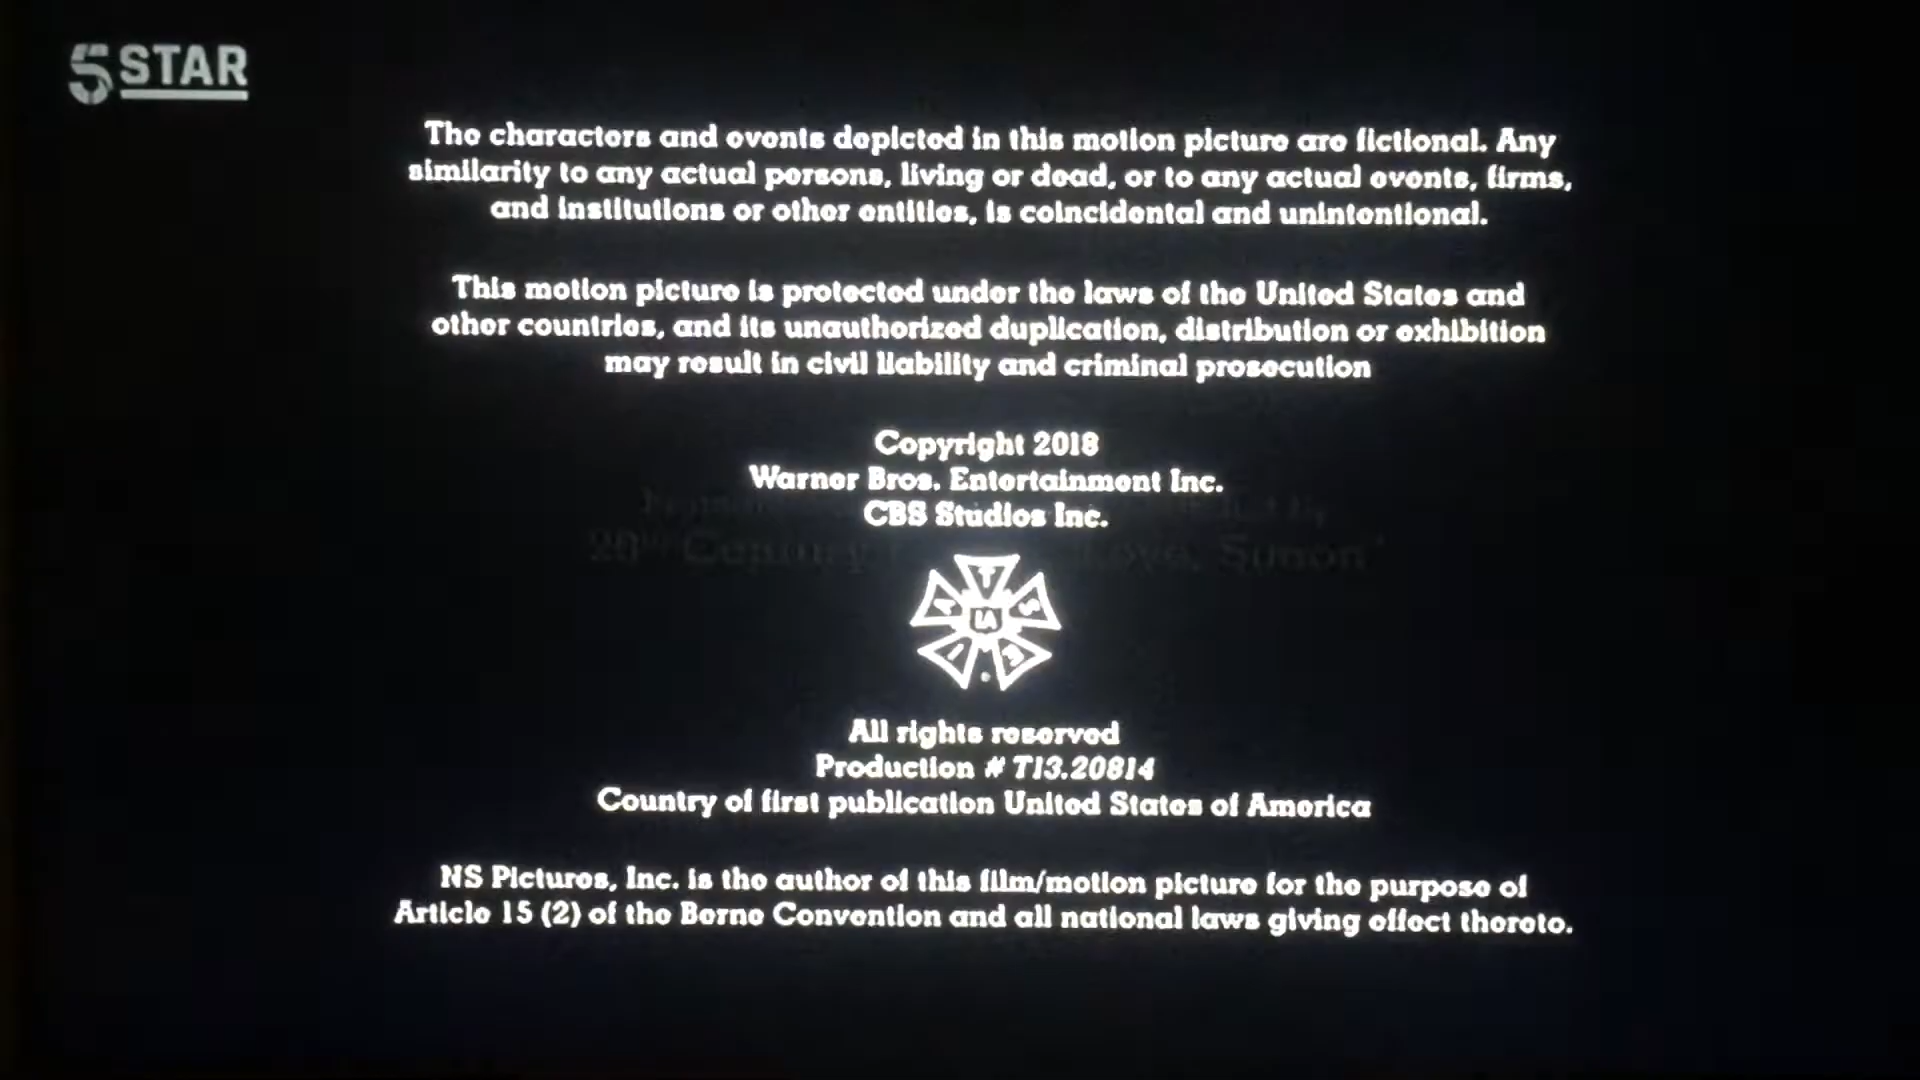 5STAR
The characters and events depicted in this motion picture are fictional. Any
similarity to any actual persons, living or dead, or to any actual events, firms,
and institutions or other entities, is coincidental and unintentional.
This motion picture is protected under the laws of the United States and
other countries, and its unauthorized duplication, distribution or exhibition
may result in civil liability and criminal prosecution
Copyright 2018
Warner Bros. Entertainment Inc.
CBS Studios Inc.
20th Century Love, Simon"
I A T S E
IA
All rights reserved
Production # T13.20814
Country of first publication United States of America
NS Pictures, Inc. is the author of this film/motion picture for the purpose of
Article 15 (2) of the Berne Convention and all national laws giving effect thereto.